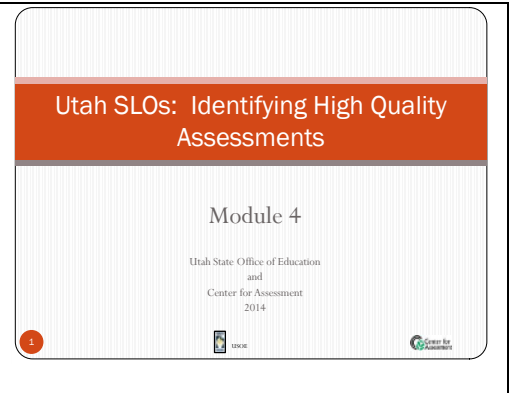 Utah SLOs: Identifying High Quality
Assessments
Module 4
Utah State Office of Education
and
Center for Assessment
2014
1
USOE
Center for
Assessment